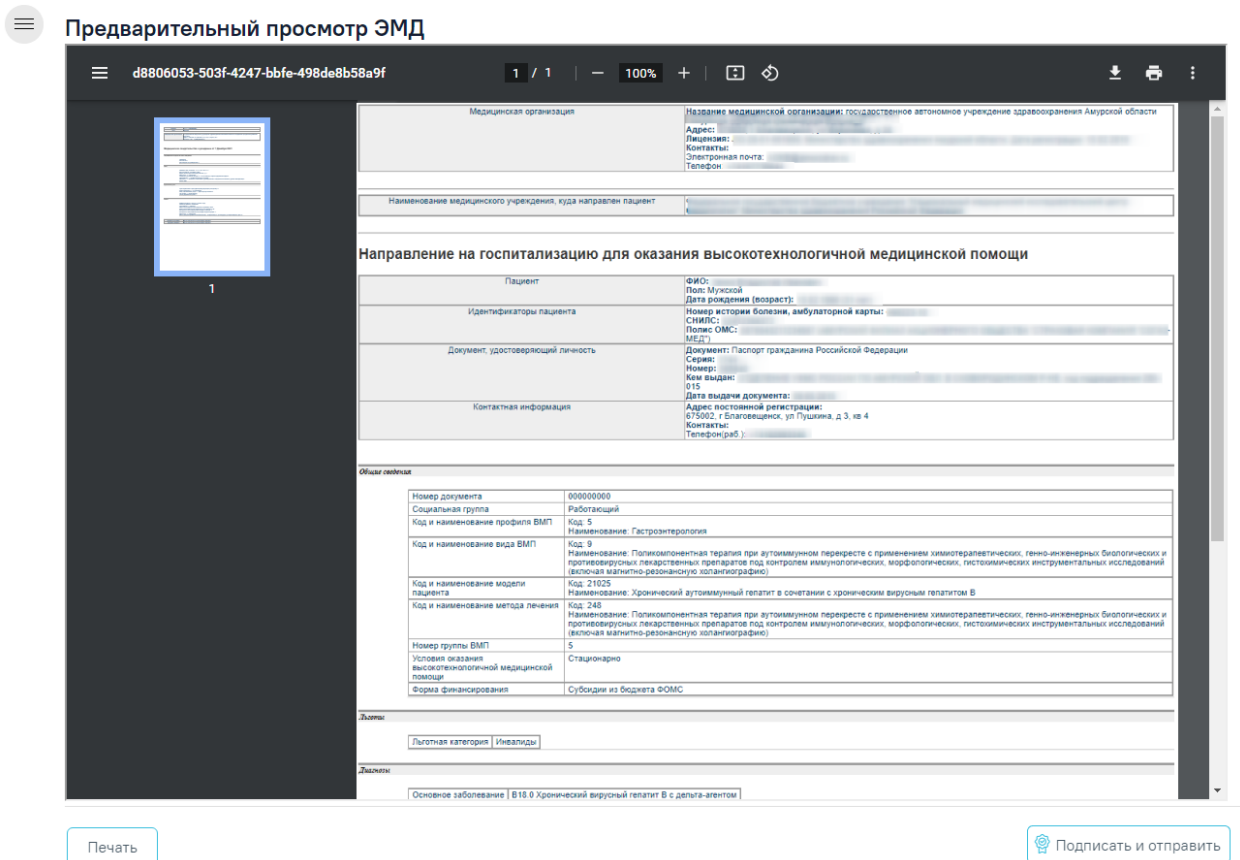 Предварительный просмотр ЭМД
d8806053-503f-4247-bbfe-498de8b58a9f
1 / 1
100%
1
Медицинская организация
Название медицинской организации: государственное автономное учреждение здравоохранения Амурской области
Адрес:
Лицензия:
Контакты:
Электронная почта:
Телефон
Наименование медицинского учреждения, куда направлен пациент
Направление на госпитализацию для оказания высокотехнологичной медицинской помощи
Пациент
ФИО:
Пол: Мужской
Дата рождения (возраст):
Идентификаторы пациента
Номер истории болезни, амбулаторной карты:
СНИЛС:
Полис ОМС:
МЕД")
Документ, удостоверяющий личность
Документ: Паспорт гражданина Российской Федерации
Серия:
Номер:
Кем выдан:
015
Дата выдачи документа:
Контактная информация
Адрес постоянной регистрации:
675002, г Благовещенск, ул Пушкина, д 3, кв 4
Контакты:
Телефон(раб.):
Общие сведения
Номер документа
000000000
Социальная группа
Работающий
Код и наименование профиля ВМП
Код: 5
Наименование: Гастроэнтерология
Код и наименование вида ВМП
Код: 9
Наименование: Поликомпонентная терапия при аутоиммунном перекресте с применением химиотерапевтических, генно-инженерных биологических и
противовирусных лекарственных препаратов под контролем иммунологических, морфологических, гистохимических инструментальных исследований
(включая магнитно-резонансную холангиографию)
Код и наименование модели
пациента
Код: 21025
Наименование: Хронический аутоиммунный гепатит в сочетании с хроническим вирусным гепатитом В
Код и наименование метода лечения
Код: 248
Наименование: Поликомпонентная терапия при аутоиммунном перекресте с применением химиотерапевтических, генно-инженерных биологических и
противовирусных лекарственных препаратов под контролем иммунологических, морфологических, гистохимических инструментальных исследований
(включая магнитно-резонансную холангиографию)
Номер группы ВМП
5
Условия оказания
высокотехнологичной медицинской
помощи
Стационарно
Форма финансирования
Субсидии из бюджета ФОМС
Льготы
Льготная категория
Инвалиды
Диагнозы
Основное заболевание
B18.0 Хронический вирусный гепатит B с дельта-агентом
Печать
Подписать и отправить